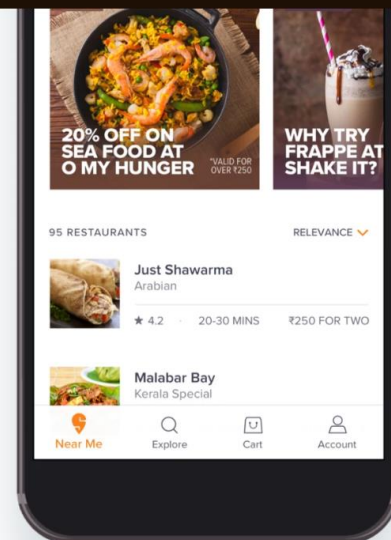 20% OFF ON
SEA FOOD AT
O MY HUNGER
*VALID FOR
OVER ₹250
WHY TRY
FRAPPE AT
SHAKE IT?
95 RESTAURANTS
RELEVANCE
Just Shawarma
Arabian
★ 4.2 · 20-30 MINS ₹250 FOR TWO
Malabar Bay
Kerala Special
Near Me Explore Cart Account